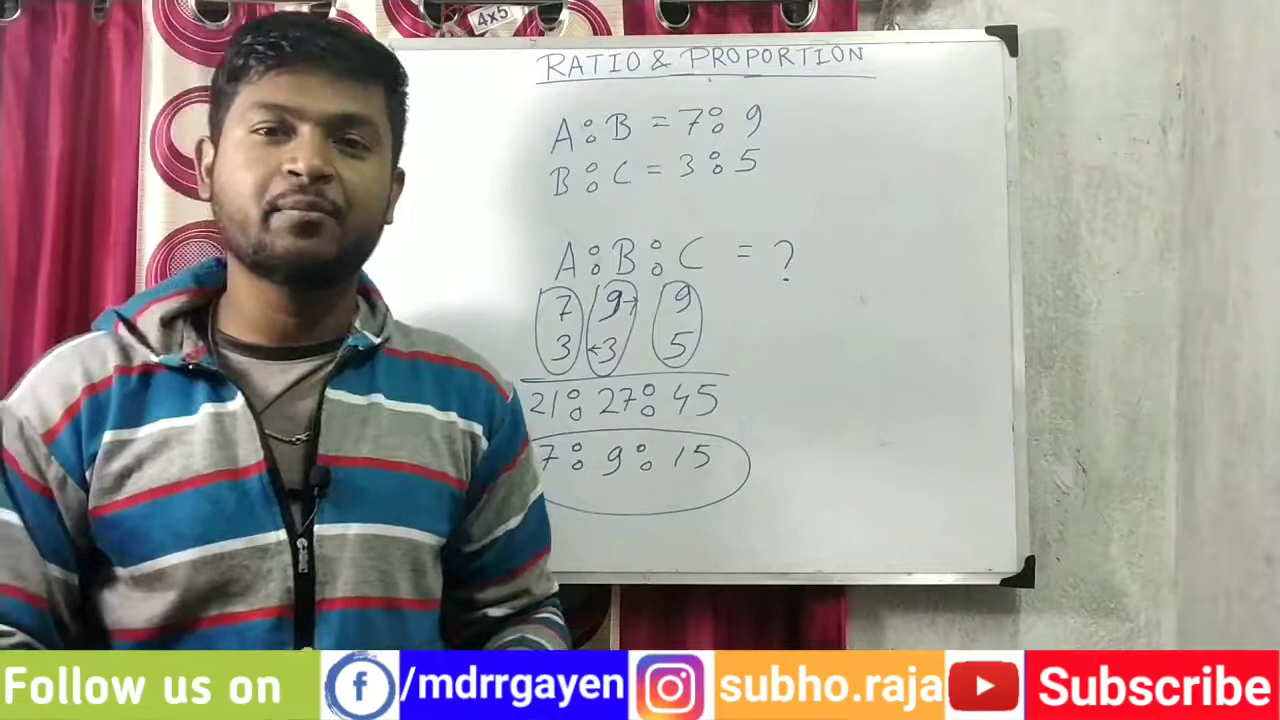 4x5
RATIO & PROPORTION
A : B = 7 : 9
B : C = 3 : 5
A : B : C = ?
7 9→ 9
3 ←3 5
21 : 27 : 45
7 : 9 : 15
Follow us on /mdrrgayen subho.raja Subscribe